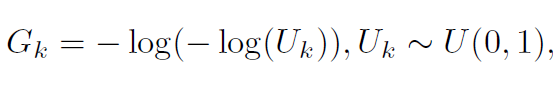 G_k = − log(− log(U_k)), U_k ∼ U(0, 1),